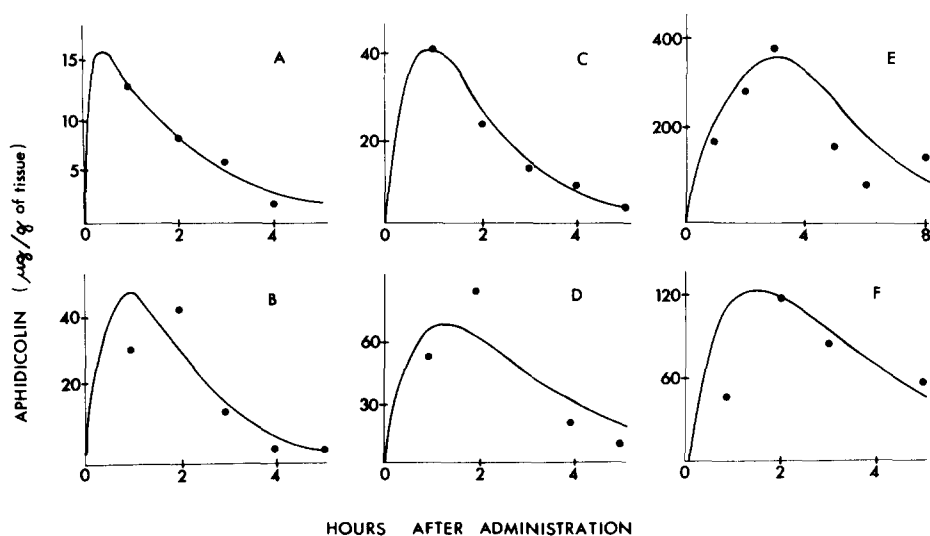 APHIDICOLIN (µg/g of tissue)
A
15
10
5
0 2 4
C
40
20
0 2 4
E
400
200
0 4 8
B
40
20
0 2 4
D
60
30
0 2 4
F
120
60
0 2 4
HOURS AFTER ADMINISTRATION